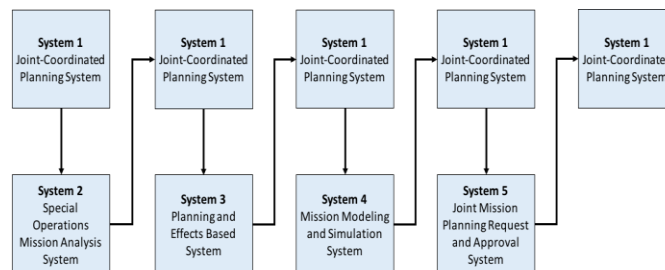 System 1
Joint-Coordinated
Planning System
System 1
Joint-Coordinated
Planning System
System 1
Joint-Coordinated
Planning System
System 1
Joint-Coordinated
Planning System
System 1
Joint-Coordinate
Planning System
System 2
Special
Operations
Mission Analysis
System
System 3
Planning and
Effects Based
System
System 4
Mission Modeling
and Simulation
System
System 5
Joint Mission
Planning Request
and Approval
System